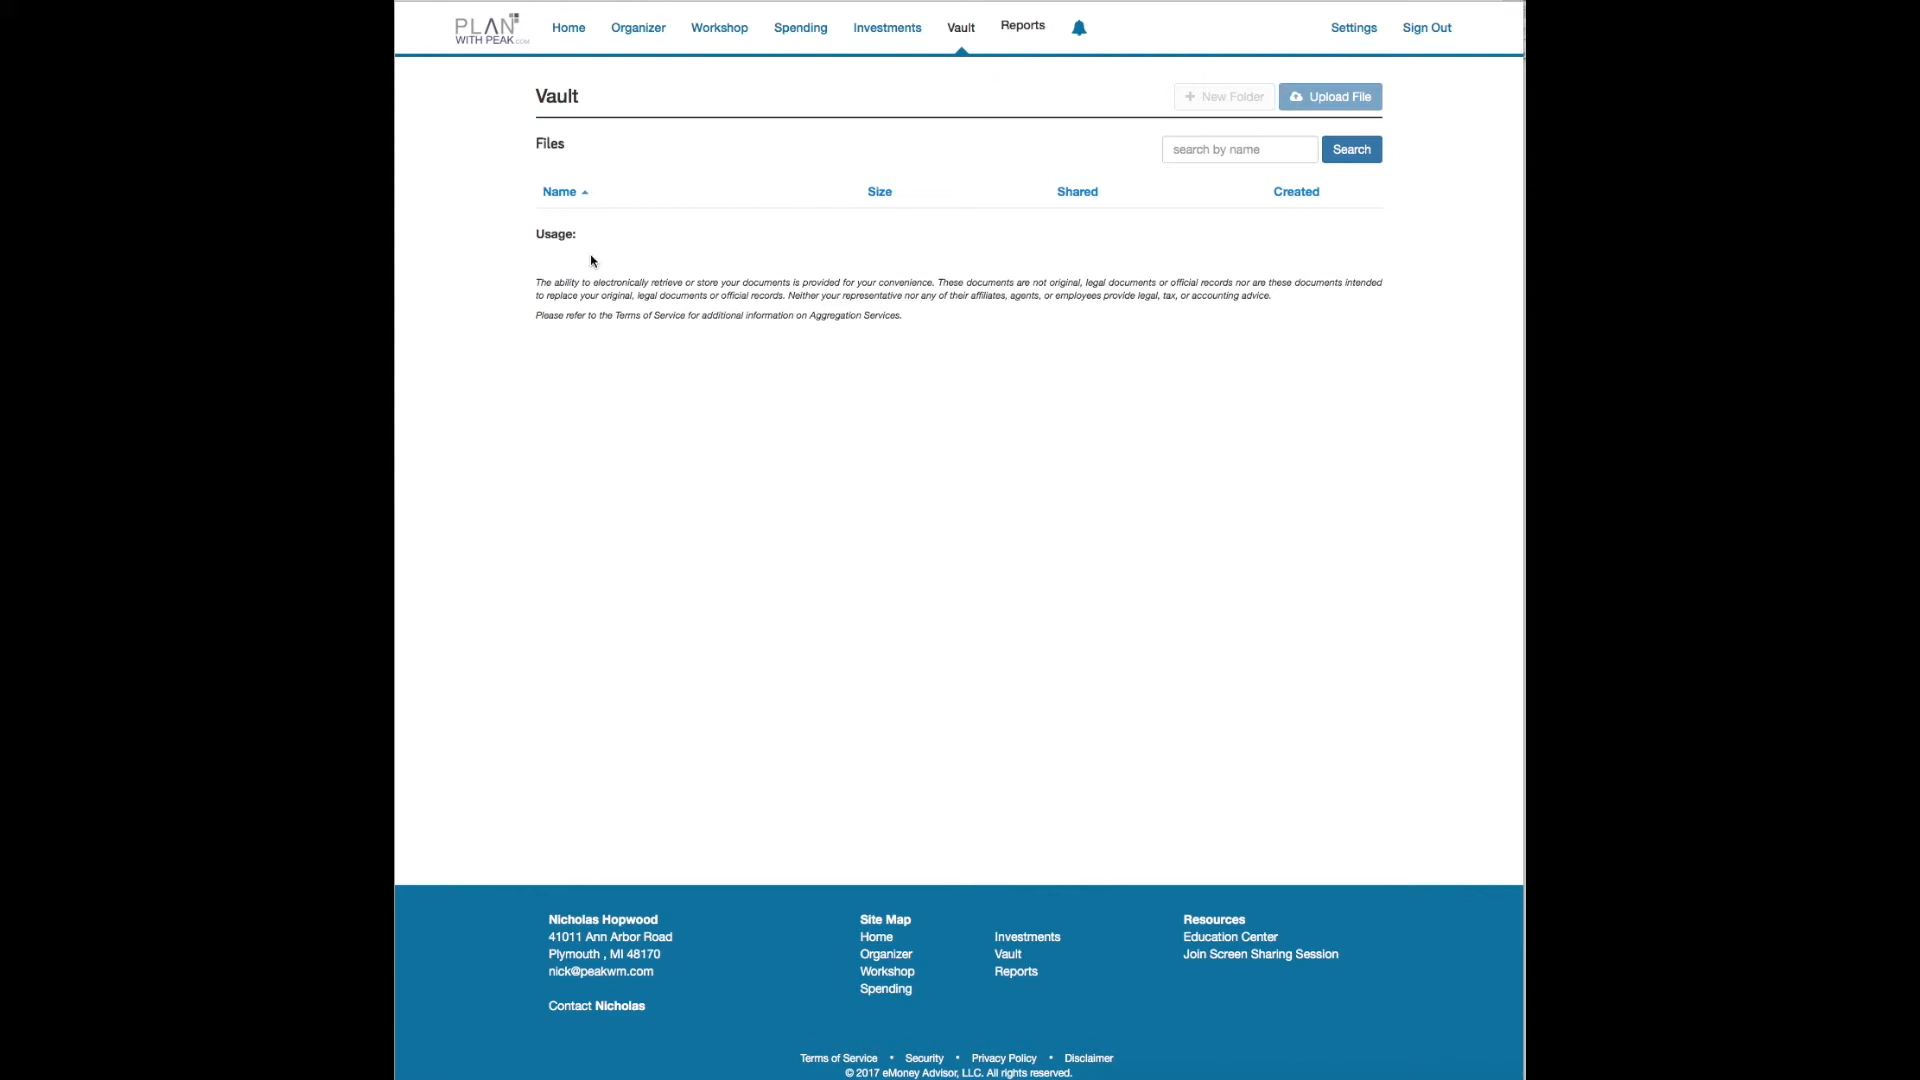 PLAN
WITH PEAK.COM
Home Organizer Workshop Spending Investments Vault Reports Settings Sign Out
Vault
+ New Folder Upload File
Files
search by name Search
Name Size Shared Created
Usage:
The ability to electronically retrieve or store your documents is provided for your convenience. These documents are not original, legal documents or official records nor are these documents intended
to replace your original, legal documents or official records. Neither your representative nor any of their affiliates, agents, or employees provide legal, tax, or accounting advice.
Please refer to the Terms of Service for additional information on Aggregation Services.
Nicholas Hopwood
41011 Ann Arbor Road
Plymouth , MI 48170
nick@peakwm.com
Contact Nicholas
Site Map
Home
Organizer
Workshop
Spending
Investments
Vault
Reports
Resources
Education Center
Join Screen Sharing Session
Terms of Service • Security • Privacy Policy • Disclaimer
© 2017 eMoney Advisor, LLC. All rights reserved.